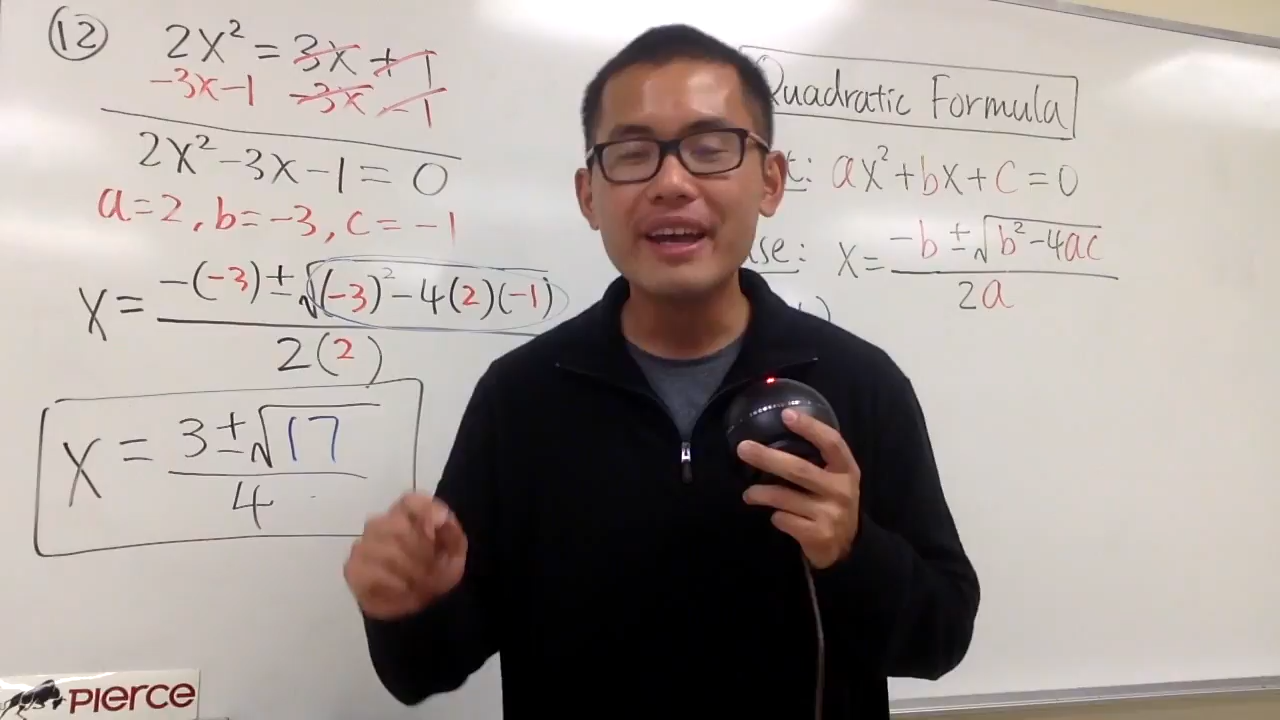 ⑫ 2x² = 3x + 1
-3x-1 -3x -1
2x²-3x-1=0
a=2, b=-3, c=-1
x = (-(-3)±√((-3)²-4(2)(-1)))/(2(2))
x = (3±√17)/4
PIERCE
Quadratic Formula
t: ax²+bx+c=0
se: x= (-b±√(b²-4ac))/(2a)